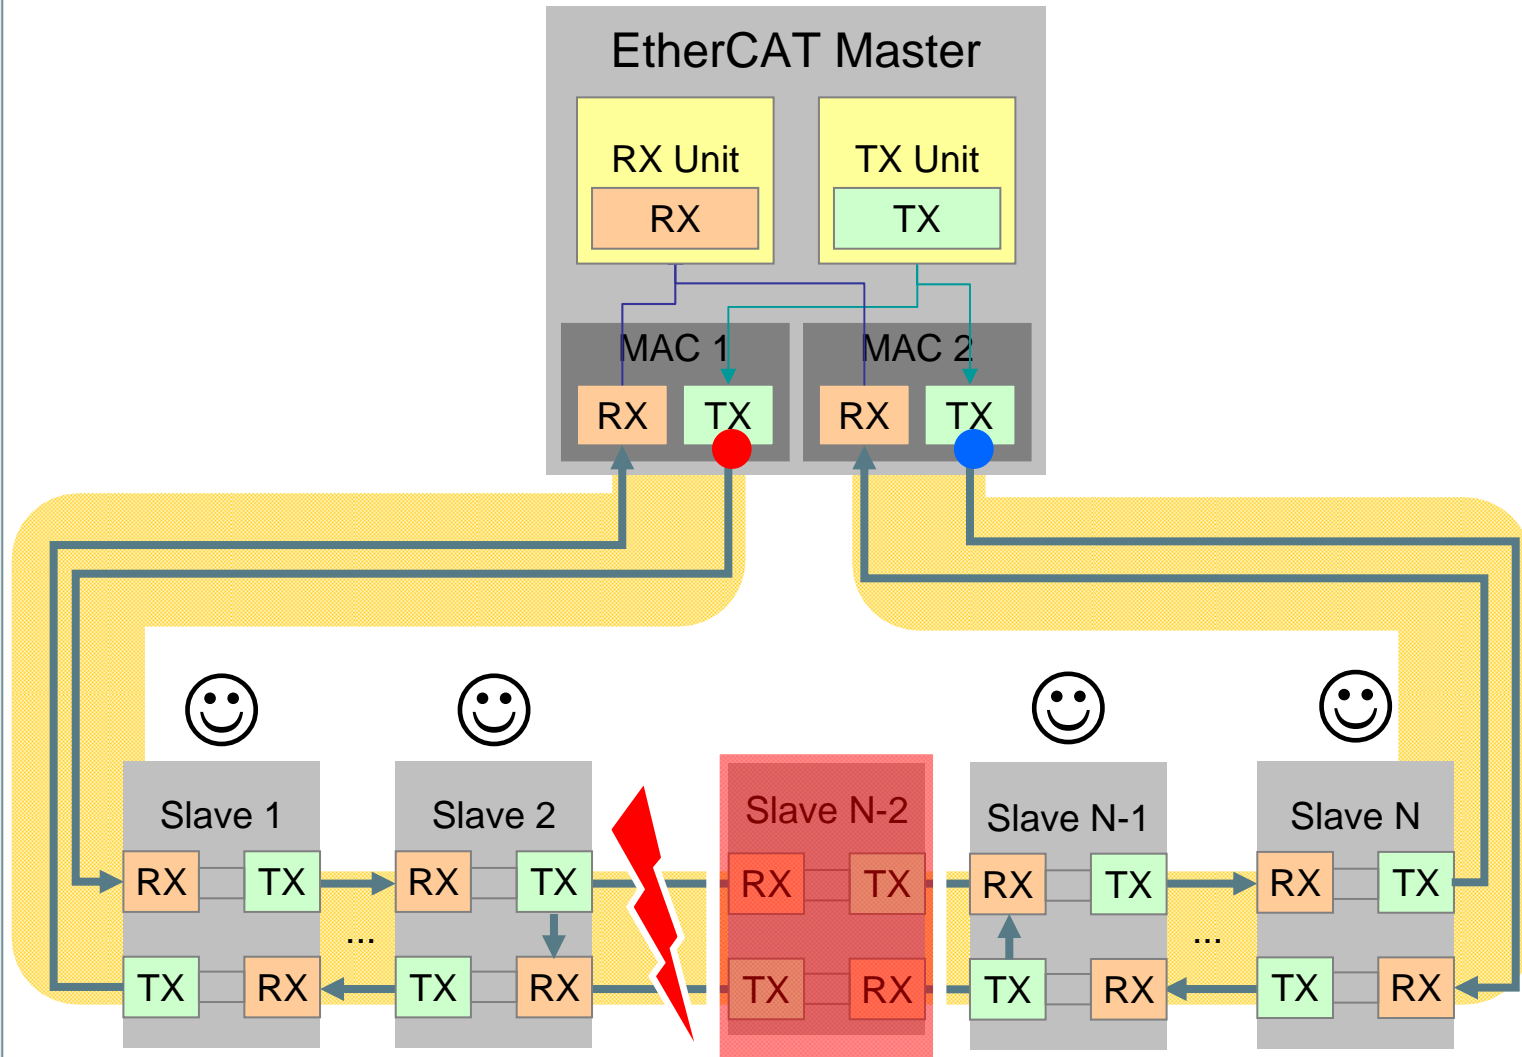 EtherCAT Master
RX Unit TX Unit
RX TX
MAC 1 MAC 2
RX TX RX TX
Slave 1 Slave 2 Slave N-2 Slave N-1 Slave N
RX TX RX TX RX TX RX TX RX TX
... ...
TX RX TX RX TX RX TX RX TX RX